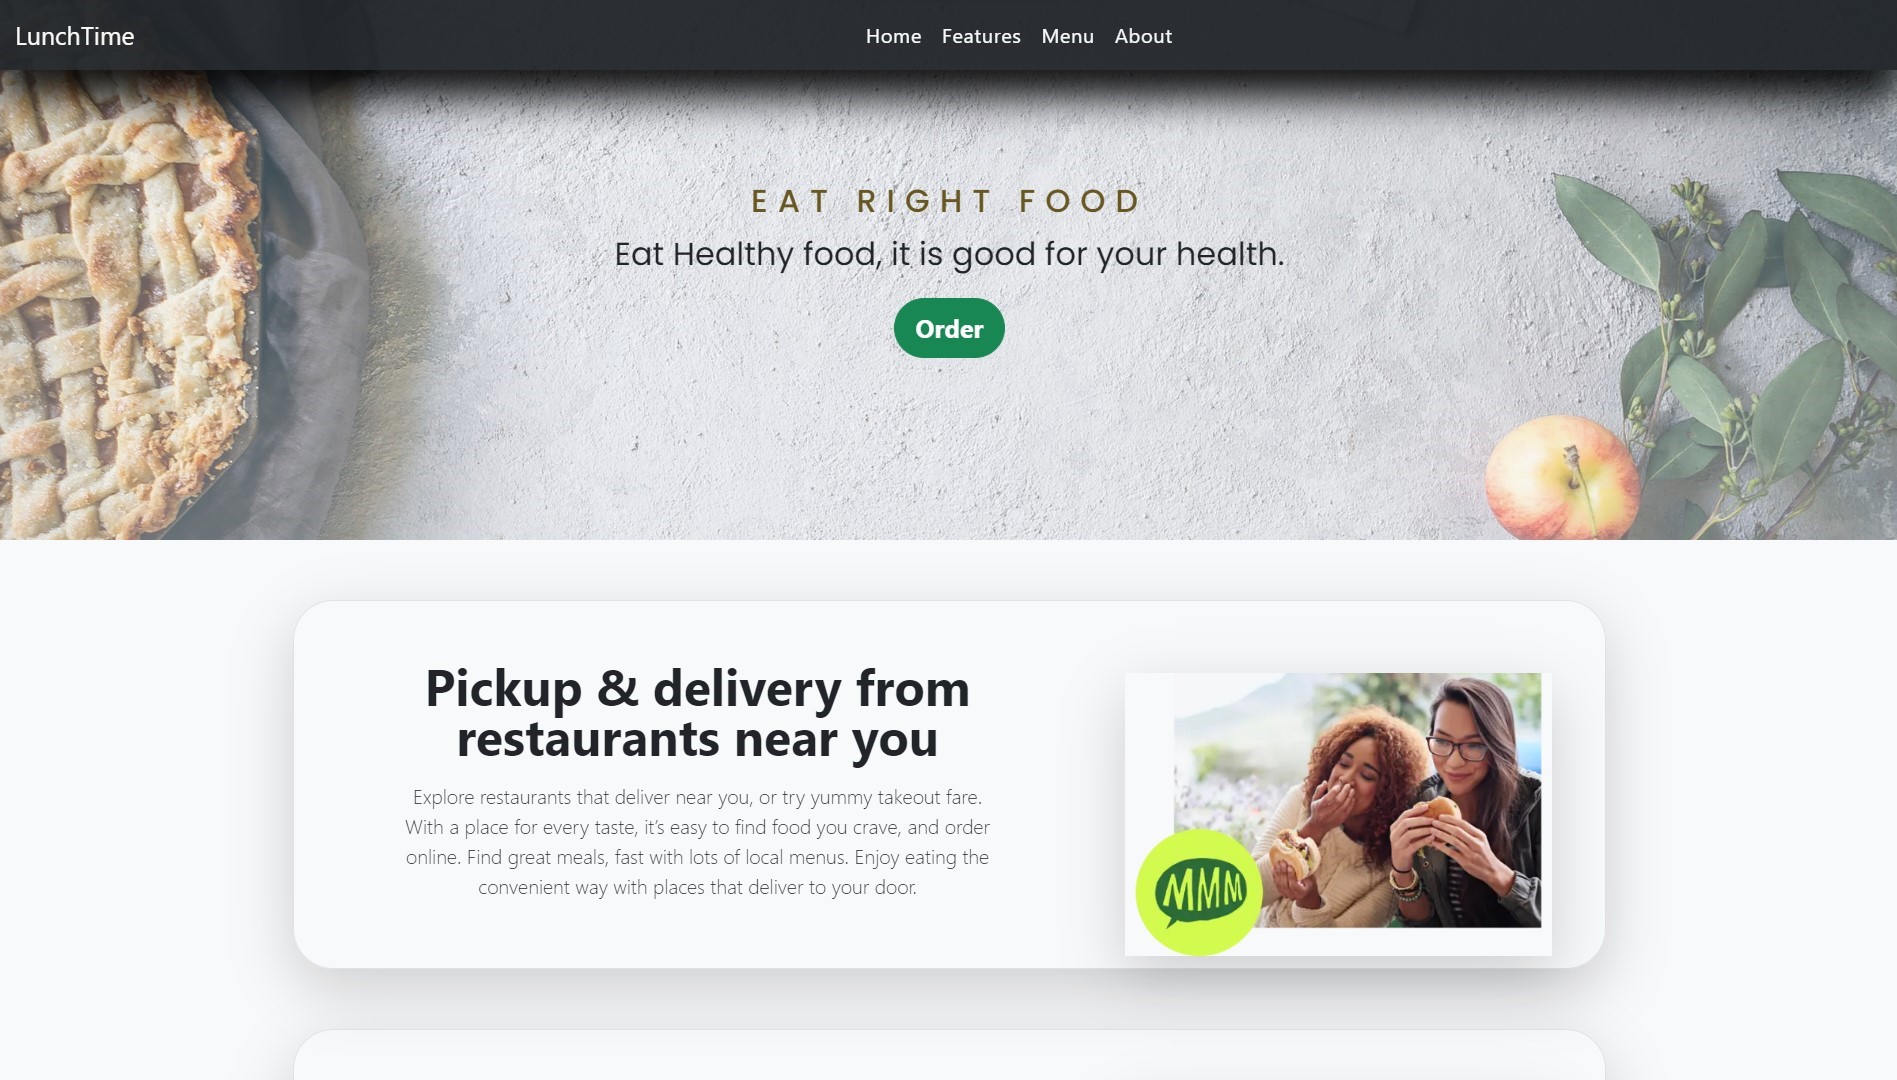 LunchTime
Home Features Menu About
EAT RIGHT FOOD
Eat Healthy food, it is good for your health.
Order
Pickup & delivery from
restaurants near you
Explore restaurants that deliver near you, or try yummy takeout fare.
With a place for every taste, it’s easy to find food you crave, and order
online. Find great meals, fast with lots of local menus. Enjoy eating the
convenient way with places that deliver to your door.
MMM